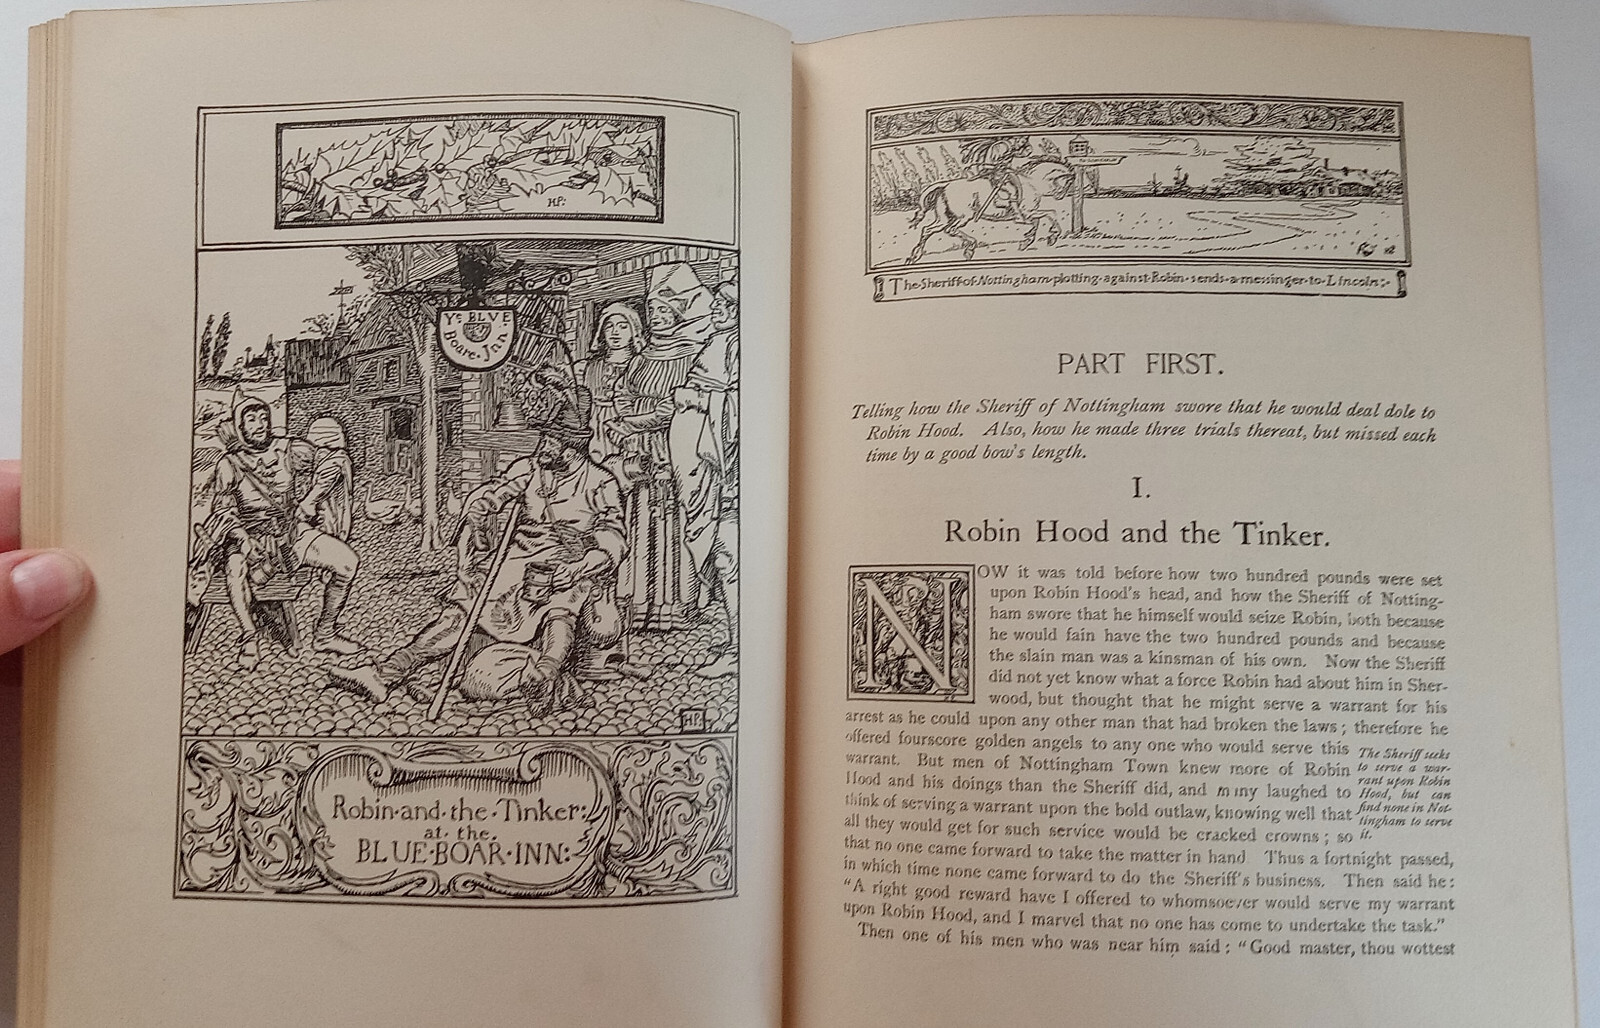 HP:
Yᵉ BLVE
Boare·Inn
HP.
Robin·and·the·Tinker:
at·the.
BLUE·BOAR·INN:
The·Sheriff·of·Nottingham·plotting·against·Robin·sends·a·messinger·to·Lincoln:-
PART FIRST.
Telling how the Sheriff of Nottingham swore that he would deal dole to
Robin Hood. Also, how he made three trials thereat, but missed each
time by a good bow's length.
I.
Robin Hood and the Tinker.
NOW it was told before how two hundred pounds were set
upon Robin Hood's head, and how the Sheriff of Notting-
ham swore that he himself would seize Robin, both because
he would fain have the two hundred pounds and because
the slain man was a kinsman of his own. Now the Sheriff
did not yet know what a force Robin had about him in Sher-
wood, but thought that he might serve a warrant for his
arrest as he could upon any other man that had broken the laws; therefore he
offered fourscore golden angels to any one who would serve this
warrant. But men of Nottingham Town knew more of Robin
Hood and his doings than the Sheriff did, and many laughed to
think of serving a warrant upon the bold outlaw, knowing well that
all they would get for such service would be cracked crowns; so
The Sheriff seeks
to serve a war-
rant upon Robin
Hood, but can
find none in Not-
tingham to serve
it.
that no one came forward to take the matter in hand. Thus a fortnight passed,
in which time none came forward to do the Sheriff's business. Then said he:
"A right good reward have I offered to whomsoever would serve my warrant
upon Robin Hood, and I marvel that no one has come to undertake the task."
Then one of his men who was near him said: "Good master, thou wottest